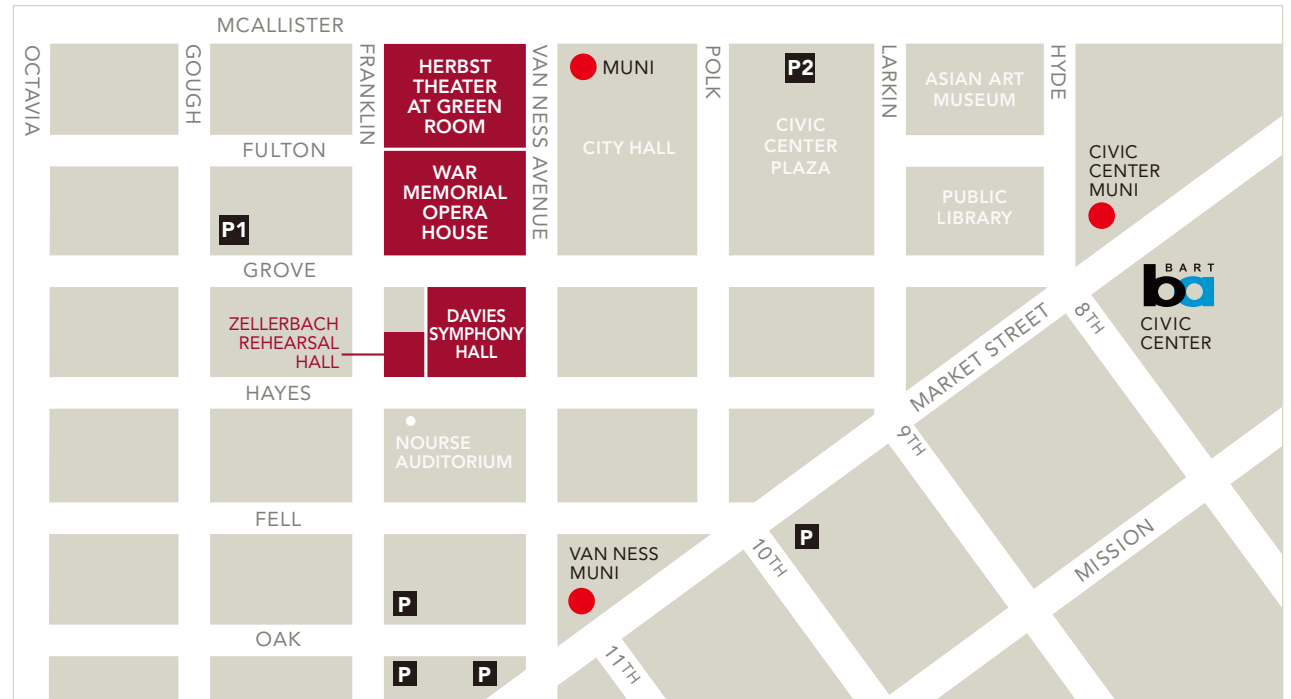 MCALLISTER
OCTAVIA
GOUGH
FRANKLIN
HERBST
THEATER
AT GREEN
ROOM
VAN NESS AVENUE
MUNI
POLK
P2
LARKIN
ASIAN ART
MUSEUM
HYDE
CITY HALL
CIVIC
CENTER
PLAZA
FULTON
WAR
MEMORIAL
OPERA
HOUSE
CIVIC
CENTER
MUNI
PUBLIC
LIBRARY
P1
GROVE
BART
ba
CIVIC
CENTER
ZELLERBACH
REHEARSAL
HALL
DAVIES
SYMPHONY
HALL
MARKET STREET
8TH
HAYES
NOURSE
AUDITORIUM
9TH
FELL
VAN NESS
MUNI
10TH
P
MISSION
P
OAK
P
P
11TH